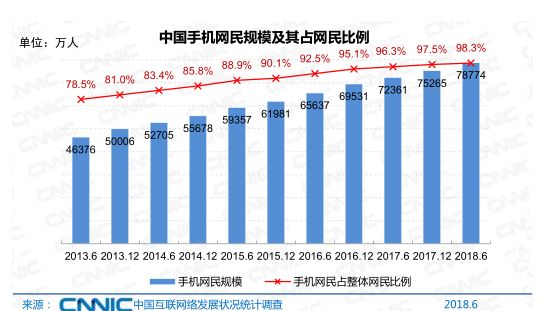 中国手机网民规模及其占网民比例
单位：万人
78.5% 81.0% 83.4% 85.8% 88.9% 90.1% 92.5% 95.1% 96.3% 97.5% 98.3%
46376 50006 52705 55678 59357 61981 65637 69531 72361 75265 78774
2013.6 2013.12 2014.6 2014.12 2015.6 2015.12 2016.6 2016.12 2017.6 2017.12 2018.6
手机网民规模 手机网民占整体网民比例
来源： CNNIC 中国互联网络发展状况统计调查 2018.6